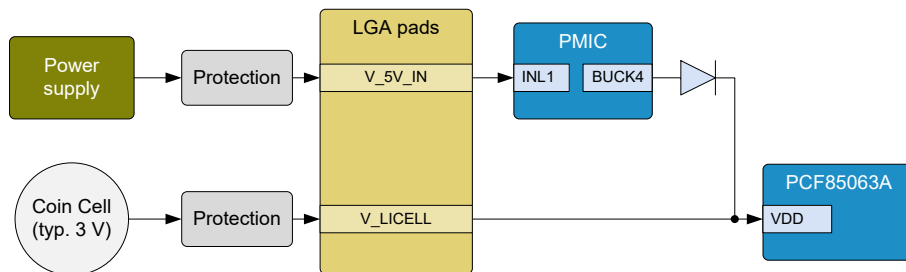 LGA pads
PMIC
Power
supply
Protection
V_5V_IN
INL1
BUCK4
PCF85063A
Coin Cell
(typ. 3 V)
Protection
V_LICELL
VDD